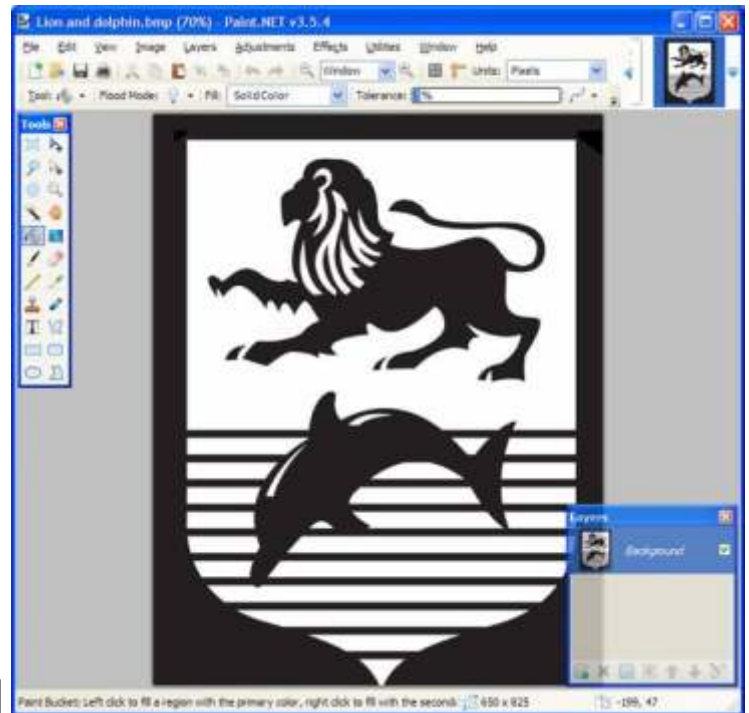 Lion and dolphin.bmp (70%) - Paint.NET v3.5.4
File Edit View Image Layers Adjustments Effects Utilities Window Help
Window Units: Pixels
Tool: Flood Mode: Fill: Solid Color Tolerance: %
Tools
Layers
Background
Paint Bucket: Left click to fill a region with the primary color, right click to fill with the second 650 x 825 -199, 47